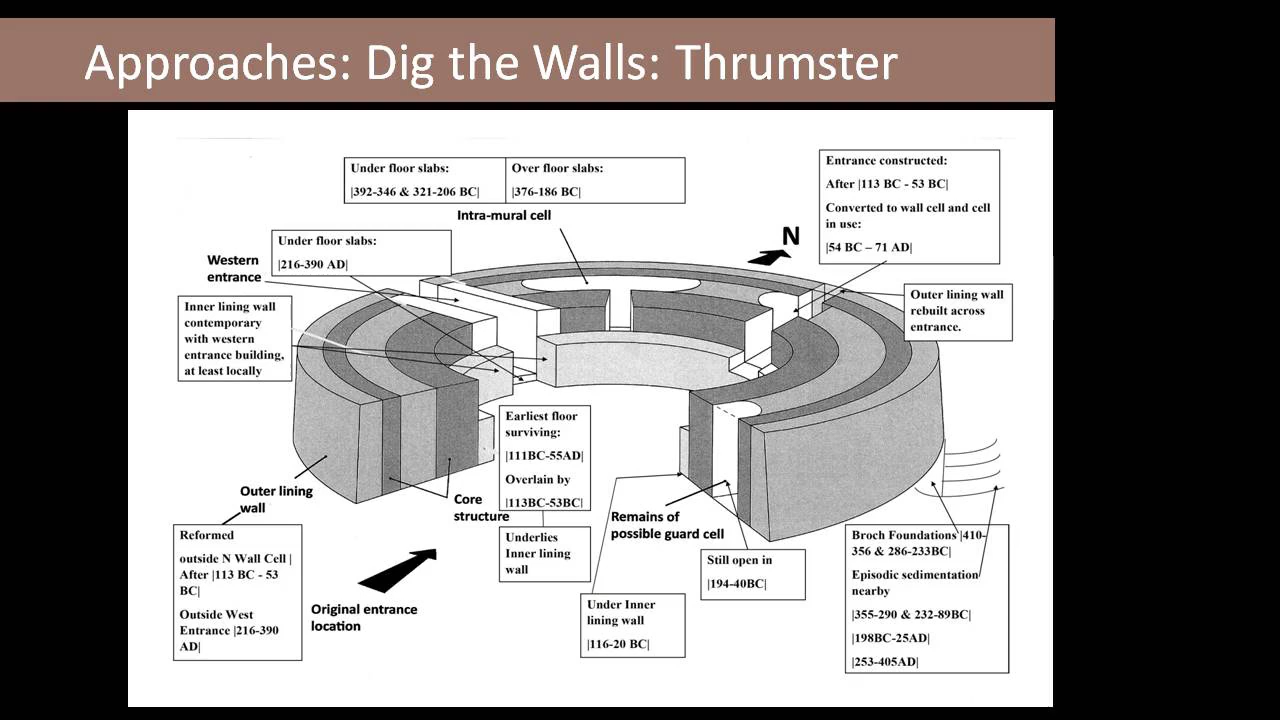 Approaches: Dig the Walls: Thrumster
Under floor slabs:
|392-346 & 321-206 BC|
Over floor slabs:
|376-186 BC|
Intra-mural cell
Entrance constructed:
After |113 BC - 53 BC|
Converted to wall cell and cell
in use:
|54 BC – 71 AD|
N
Under floor slabs:
|216-390 AD|
Western
entrance
Inner lining wall
contemporary
with western
entrance building,
at least locally
Outer lining wall
rebuilt across
entrance.
Earliest floor
surviving:
|111BC-55AD|
Overlain by
|113BC-53BC|
Underlies
Inner lining
wall
Outer lining
wall
Core
structure
Remains of
possible guard cell
Reformed
outside N Wall Cell |
After |113 BC - 53
BC|
Outside West
Entrance |216-390
AD|
Original entrance
location
Under Inner
lining wall
|116-20 BC|
Still open in
|194-40BC|
Broch Foundations |410-
356 & 286-233BC|
Episodic sedimentation
nearby
|355-290 & 232-89BC|
|198BC-25AD|
|253-405AD|